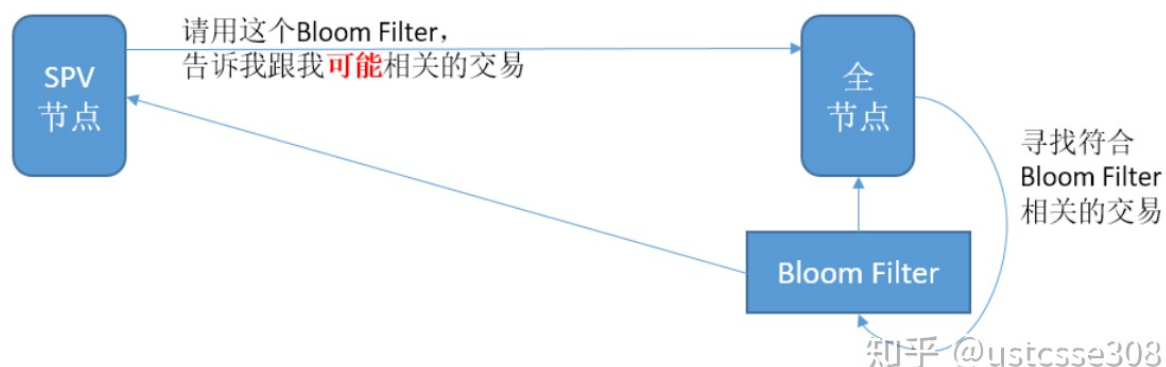 请用这个Bloom Filter，
告诉我跟我可能相关的交易
SPV
节点
全
节点
寻找符合
Bloom Filter
相关的交易
Bloom Filter
知乎 @ustcsse308